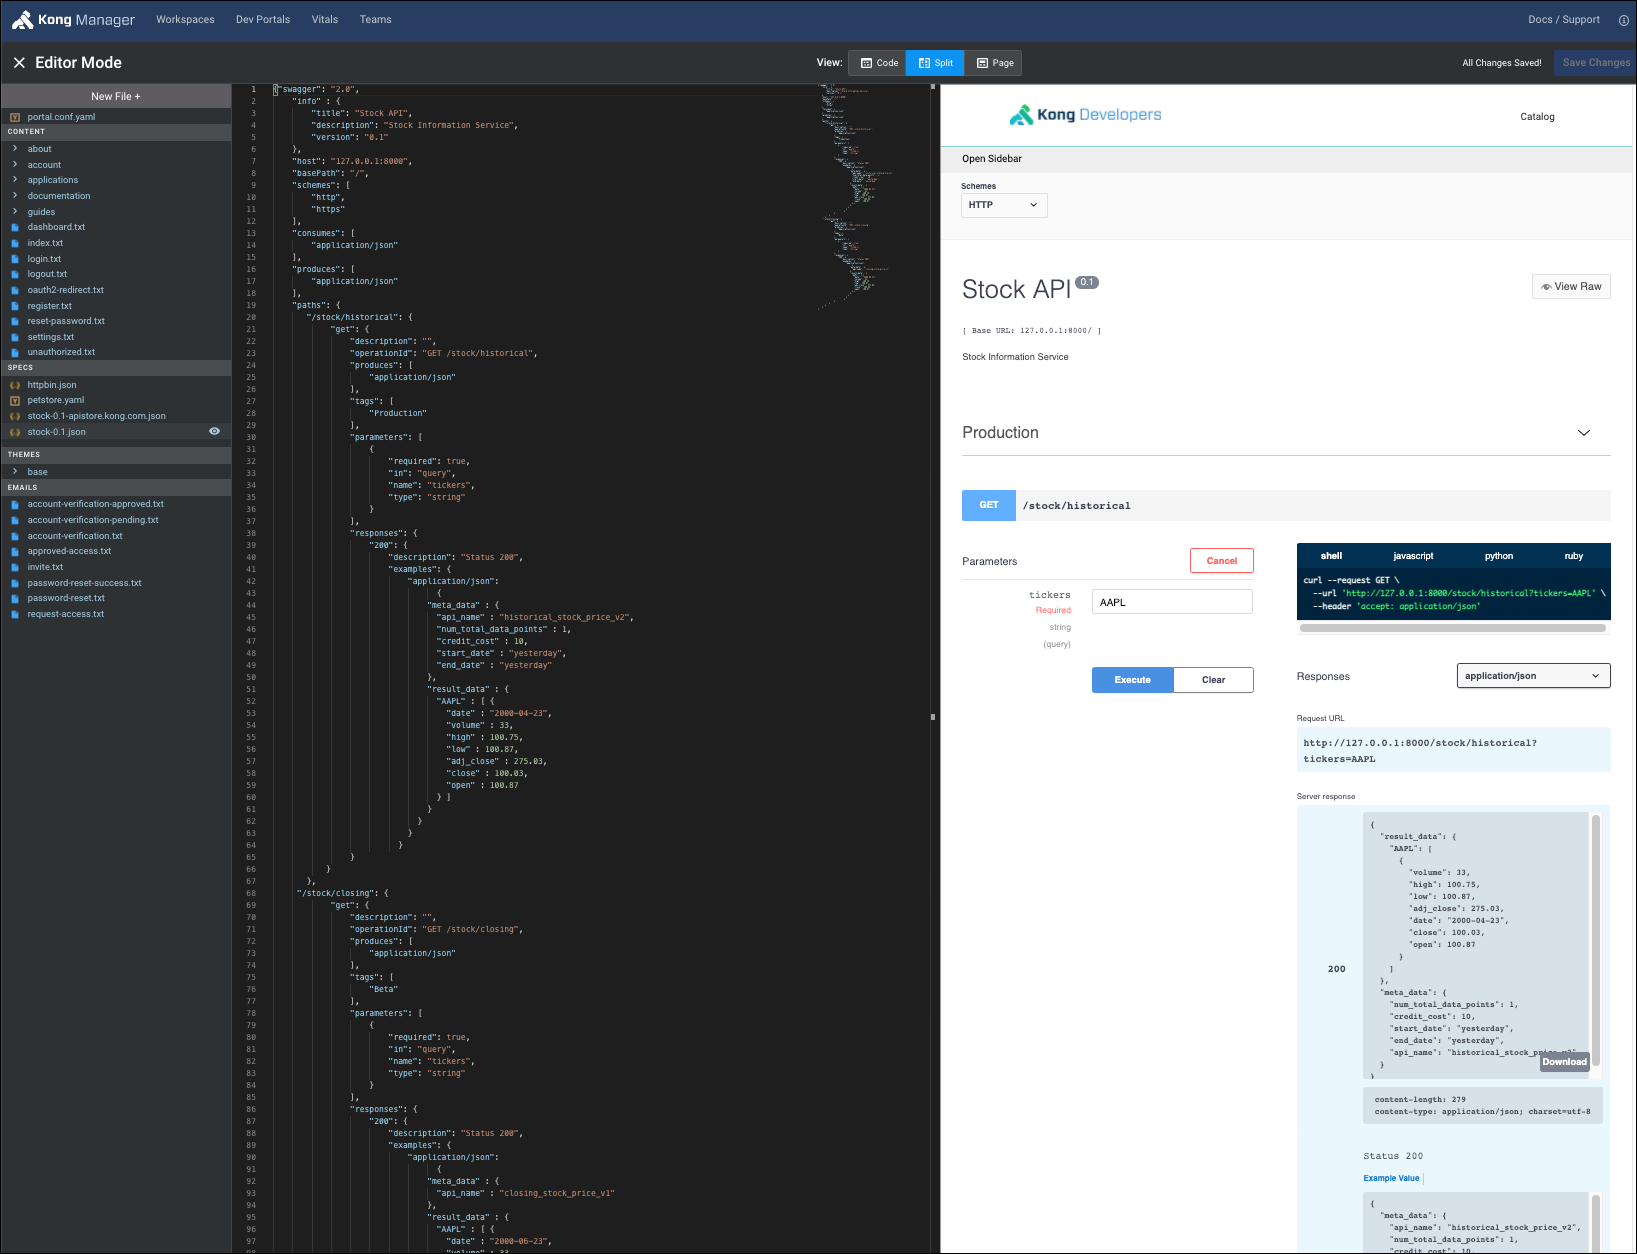 Kong Manager Workspaces Dev Portals Vitals Teams Docs / Support
Editor Mode View: Code Split Page All Changes Saved! Save Changes
New File +
portal.conf.yaml
CONTENT
about
account
applications
documentation
guides
dashboard.txt
index.txt
login.txt
logout.txt
oauth2-redirect.txt
register.txt
reset-password.txt
settings.txt
unauthorized.txt
SPECS
httpbin.json
petstore.yaml
stock-0.1-apistore.kong.com.json
stock-0.1.json
THEMES
base
EMAILS
account-verification-approved.txt
account-verification-pending.txt
account-verification.txt
approved-access.txt
invite.txt
password-reset-success.txt
password-reset.txt
request-access.txt
1 {"swagger": "2.0",
2 "info" : {
3 "title": "Stock API",
4 "description": "Stock Information Service",
5 "version": "0.1"
6 },
7 "host": "127.0.0.1:8000",
8 "basePath": "/",
9 "schemes": [
10 "http",
11 "https"
12 ],
13 "consumes": [
14 "application/json"
15 ],
16 "produces": [
17 "application/json"
18 ],
19 "paths": {
20 "/stock/historical": {
21 "get": {
22 "description": "",
23 "operationId": "GET /stock/historical",
24 "produces": [
25 "application/json"
26 ],
27 "tags": [
28 "Production"
29 ],
30 "parameters": [
31 {
32 "required": true,
33 "in": "query",
34 "name": "tickers",
35 "type": "string"
36 }
37 ],
38 "responses": {
39 "200": {
40 "description": "Status 200",
41 "examples": {
42 "application/json":
43 {
44 "meta_data" : {
45 "api_name" : "historical_stock_price_v2",
46 "num_total_data_points" : 1,
47 "credit_cost" : 10,
48 "start_date" : "yesterday",
49 "end_date" : "yesterday"
50 },
51 "result_data" : {
52 "AAPL" : [ {
53 "date" : "2000-04-23",
54 "volume" : 33,
55 "high" : 100.75,
56 "low" : 100.87,
57 "adj_close" : 275.03,
58 "close" : 100.03,
59 "open" : 100.87
60 } ]
61 }
62 }
63 }
64 }
65 }
66 }
67 },
68 "/stock/closing": {
69 "get": {
70 "description": "",
71 "operationId": "GET /stock/closing",
72 "produces": [
73 "application/json"
74 ],
75 "tags": [
76 "Beta"
77 ],
78 "parameters": [
79 {
80 "required": true,
81 "in": "query",
82 "name": "tickers",
83 "type": "string"
84 }
85 ],
86 "responses": {
87 "200": {
88 "description": "Status 200",
89 "examples": {
90 "application/json":
91 {
92 "meta_data" : {
93 "api_name" : "closing_stock_price_v1"
94 },
95 "result_data" : {
96 "AAPL" : [ {
97 "date" : "2000-06-23",
98 "volume" : 33,
Kong Developers Catalog
Open Sidebar
Schemes
HTTP
Stock API 0.1 View Raw
[ Base URL: 127.0.0.1:8000/ ]
Stock Information Service
Production
GET /stock/historical
Parameters Cancel
tickers
Required
string
(query)
AAPL
Execute Clear
shell javascript python ruby
curl --request GET \
--url 'http://127.0.0.1:8000/stock/historical?tickers=AAPL' \
--header 'accept: application/json'
Responses application/json
Request URL
http://127.0.0.1:8000/stock/historical?
tickers=AAPL
Server response
200
{
"result_data": {
"AAPL": [
{
"volume": 33,
"high": 100.75,
"low": 100.87,
"adj_close": 275.03,
"date": "2000-04-23",
"close": 100.03,
"open": 100.87
}
]
},
"meta_data": {
"num_total_data_points": 1,
"credit_cost": 10,
"start_date": "yesterday",
"end_date": "yesterday",
"api_name": "historical_stock_price_v2"
}
}
Download
content-length: 279
content-type: application/json; charset=utf-8
Status 200
Example Value
{
"meta_data": {
"api_name": "historical_stock_price_v2",
"num_total_data_points": 1,
"credit_cost": 10,